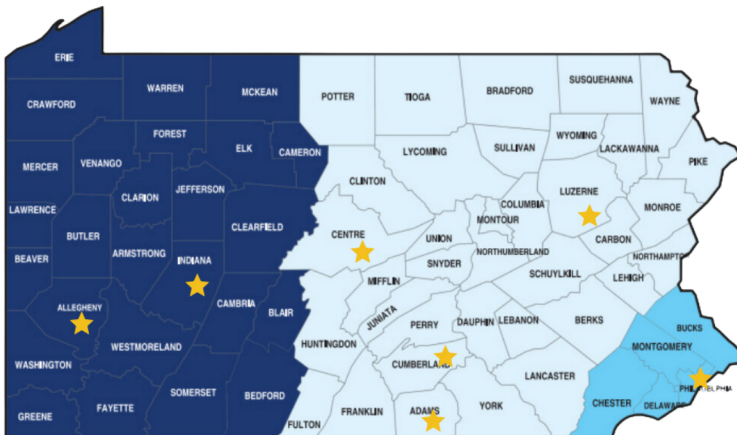 ERIE
WARREN
MCKEAN
POTTER
TIOGA
BRADFORD
SUSQUEHANNA
WAYNE
CRAWFORD
FOREST
ELK
CAMERON
LYCOMING
SULLIVAN
WYOMING
LACKAWANNA
PIKE
MERCER
VENANGO
CLARION
JEFFERSON
CLINTON
COLUMBIA
LUZERNE
MONROE
LAWRENCE
BUTLER
ARMSTRONG
CLEARFIELD
CENTRE
UNION
MONTOUR
CARBON
BEAVER
INDIANA
SNYDER
NORTHUMBERLAND
NORTHAMPTON
MIFFLIN
SCHUYLKILL
LEHIGH
ALLEGHENY
CAMBRIA
BLAIR
HUNTINGDON
JUNIATA
PERRY
DAUPHIN
LEBANON
BERKS
BUCKS
MONTGOMERY
WASHINGTON
WESTMORELAND
CUMBERLAND
LANCASTER
PHILADELPHIA
GREENE
FAYETTE
SOMERSET
BEDFORD
FULTON
FRANKLIN
ADAMS
YORK
CHESTER
DELAWARE